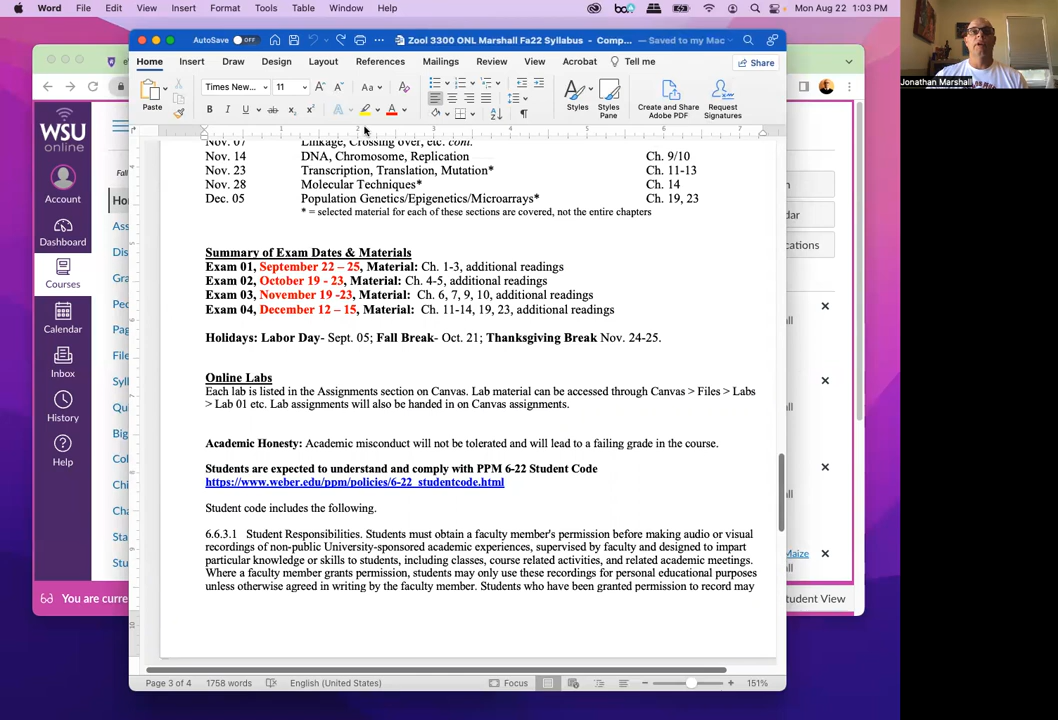 Word File Edit View Insert Format Tools Table Window Help Mon Aug 22 1:03 PM
AutoSave OFF Zool 3300 ONL Marshall Fa22 Syllabus - Comp... — Saved to my Mac
Home Insert Draw Design Layout References Mailings Review View Acrobat Tell me Share
Paste Times New... 11 Styles Styles Pane Create and Share Adobe PDF Request Signatures
1 2 3 4 5 6 7
Jonathan Marshall
WSU online
Account
Dashboard
Courses
Calendar
Inbox
History
Help
Nov. 07 Linkage, Crossing over, etc. cont.
Nov. 14 DNA, Chromosome, Replication Ch. 9/10
Nov. 23 Transcription, Translation, Mutation* Ch. 11-13
Nov. 28 Molecular Techniques* Ch. 14
Dec. 05 Population Genetics/Epigenetics/Microarrays* Ch. 19, 23
* = selected material for each of these sections are covered, not the entire chapters
Summary of Exam Dates & Materials
Exam 01, September 22 – 25, Material: Ch. 1-3, additional readings
Exam 02, October 19 - 23, Material: Ch. 4-5, additional readings
Exam 03, November 19 -23, Material: Ch. 6, 7, 9, 10, additional readings
Exam 04, December 12 – 15, Material: Ch. 11-14, 19, 23, additional readings
Holidays: Labor Day- Sept. 05; Fall Break- Oct. 21; Thanksgiving Break Nov. 24-25.
Online Labs
Each lab is listed in the Assignments section on Canvas. Lab material can be accessed through Canvas > Files > Labs
> Lab 01 etc. Lab assignments will also be handed in on Canvas assignments.
Academic Honesty: Academic misconduct will not be tolerated and will lead to a failing grade in the course.
Students are expected to understand and comply with PPM 6-22 Student Code
https://www.weber.edu/ppm/policies/6-22_studentcode.html
Student code includes the following.
6.6.3.1 Student Responsibilities. Students must obtain a faculty member's permission before making audio or visual
recordings of non-public University-sponsored academic experiences, supervised by faculty and designed to impart
particular knowledge or skills to students, including classes, course related activities, and related academic meetings.
Where a faculty member grants permission, students may only use these recordings for personal educational purposes
unless otherwise agreed in writing by the faculty member. Students who have been granted permission to record may
You are curre
Maize
tudent View
Page 3 of 4 1758 words English (United States) Focus 151%